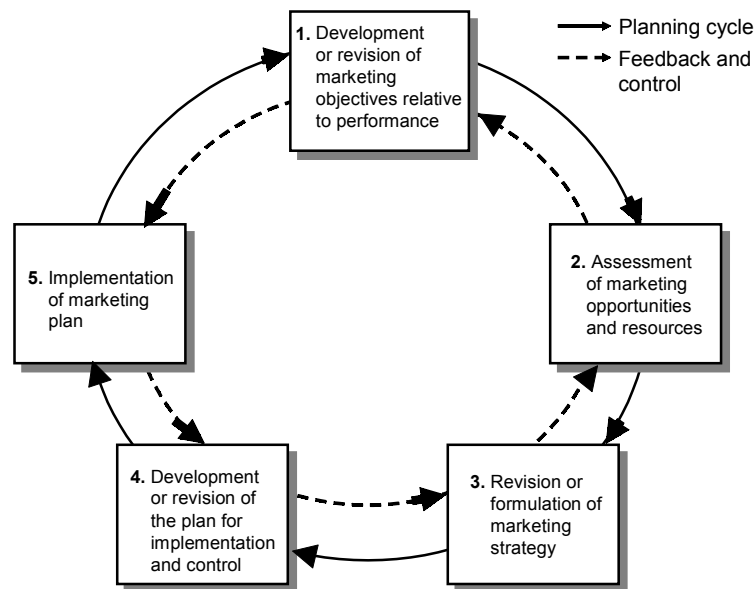 1. Development
or revision of
marketing
objectives relative
to performance
Planning cycle
Feedback and
control
2. Assessment
of marketing
opportunities
and resources
3. Revision or
formulation of
marketing
strategy
4. Development
or revision of
the plan for
implementation
and control
5. Implementation
of marketing
plan